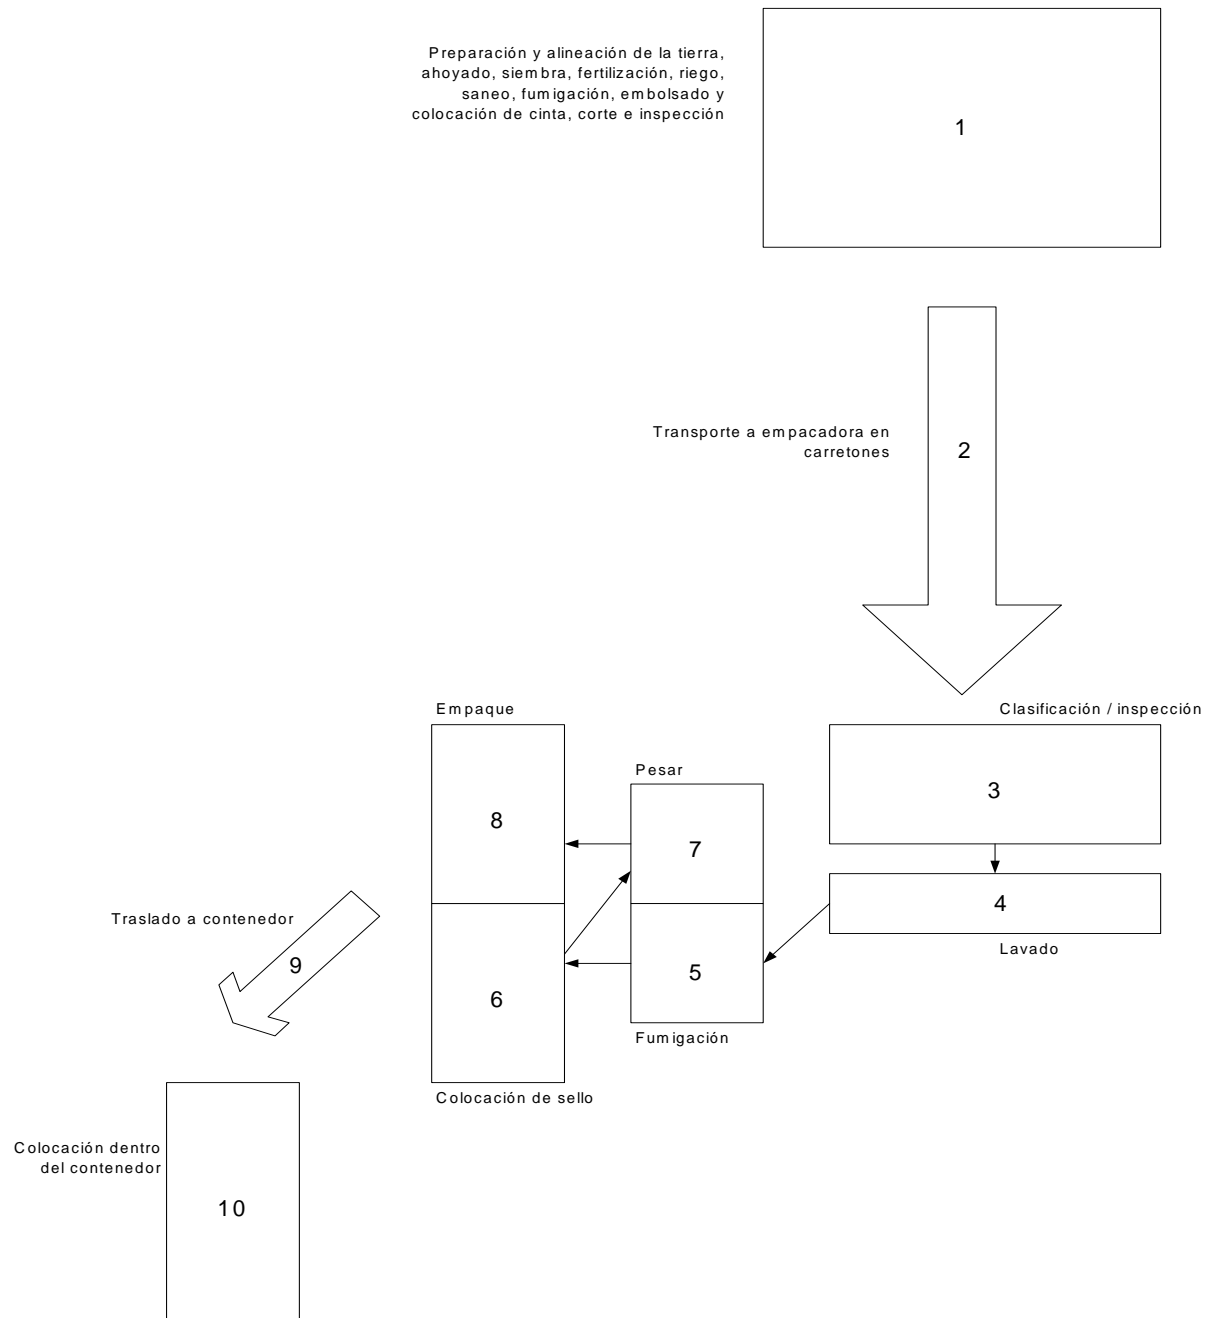 Preparación y alineación de la tierra,
ahoyado, siembra, fertilización, riego,
saneo, fumigación, embolsado y
colocación de cinta, corte e inspección
1
Transporte a empacadora en
carretones
2
Empaque
Clasificación / inspección
Pesar
3
8
7
4
Traslado a contenedor
Lavado
9
5
6
Fumigación
Colocación de sello
Colocación dentro
del contenedor
10